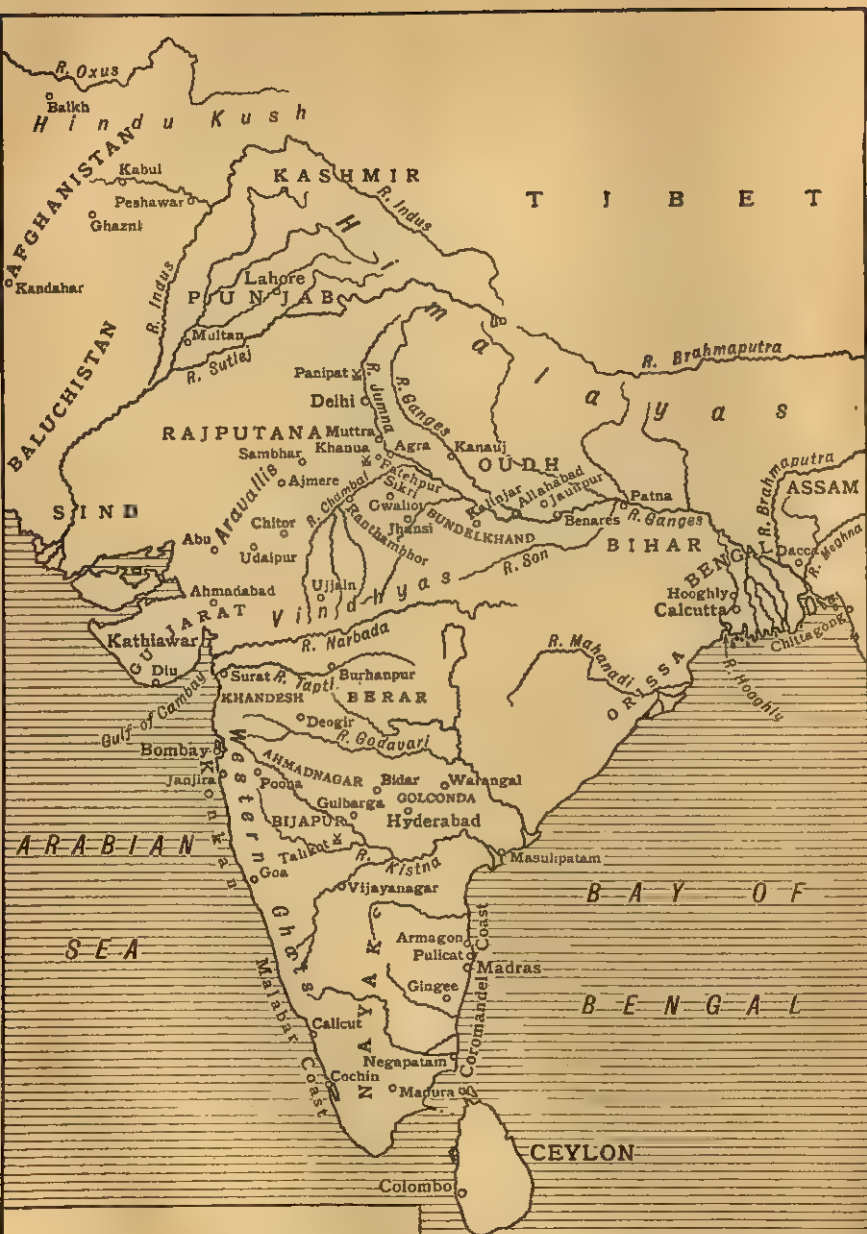 R. Oxus
Balkh
Hindu Kush
AFGHANISTAN
Kabul
KASHMIR
Peshawar
R. Indus
TIBET
Ghazni
Himalayas
Kandahar
Lahore
R. Indus
PUNJAB
Multan
R. Sutlej
BALUCHISTAN
R. Brahmaputra
Panipat
R. Jumna
R. Ganges
Delhi
RAJPUTANA
Muttra
Khanua
Agra
Kanauj
Sambhar
Fatehpur
Sikri
OUDH
R. Brahmaputra
Ajmere
Aravallis
R. Chambal
Gwalior
Kalinjar
Allahabad
Jaunpur
Patna
ASSAM
SIND
Chitor
Ranthambhor
Jhansi
BUNDELKHAND
Benares
R. Ganges
R. Meghna
Abu
Udaipur
BIHAR
BENGAL
Dacca
R. Son
Ujjain
Vindhyas
Ahmadabad
Hooghly
Calcutta
GUJARAT
Kathiawar
R. Narbada
Chittagong
Diu
R. Mahanadi
Surat
R. Tapti
Burhanpur
ORISSA
R. Hooghly
KHANDESH
BERAR
Gulf of Cambay
Deogir
R. Godavari
Bombay
Western Ghats
AHMADNAGAR
Janjira
Konkan
Poona
Bidar
Warangal
Gulbarga
GOLCONDA
BIJAPUR
Hyderabad
ARABIAN
Talikot
R. Kistna
Masulipatam
Goa
Vijayanagar
BAY OF
SEA
NAYAKS
Armagon
Coromandel Coast
Pulicat
Madras
Gingee
BENGAL
Malabar Coast
Calicut
Negapatam
Cochin
Madura
CEYLON
Colombo